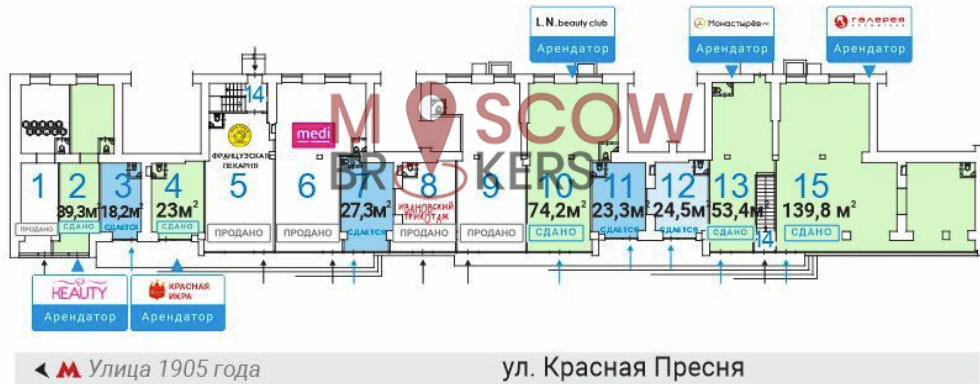 L.N. beauty club
Арендатор
Монастырёв
Арендатор
галерея
Арендатор
MOSCOW
BROKERS
14
1
ПРОДАНО
2
39,3м²
СДАНО
3
18,2м²
СДАЕТСЯ
4
23м²
СДАНО
ФРАНЦУЗСКАЯ
ПЕКАРНЯ
5
ПРОДАНО
medi
6
ПРОДАНО
7
27,3м²
СДАЕТСЯ
8
ИВАНОВСКИЙ
ТРИКОТАЖ
ПРОДАНО
9
ПРОДАНО
10
74,2м²
СДАНО
11
23,3м²
СДАЕТСЯ
12
24,5м²
СДАЕТСЯ
13
53,4м²
СДАНО
14
15
139,8 м²
СДАНО
KEAUTY
Арендатор
КРАСНАЯ
ИКРА
Арендатор
М Улица 1905 года
ул. Красная Пресня